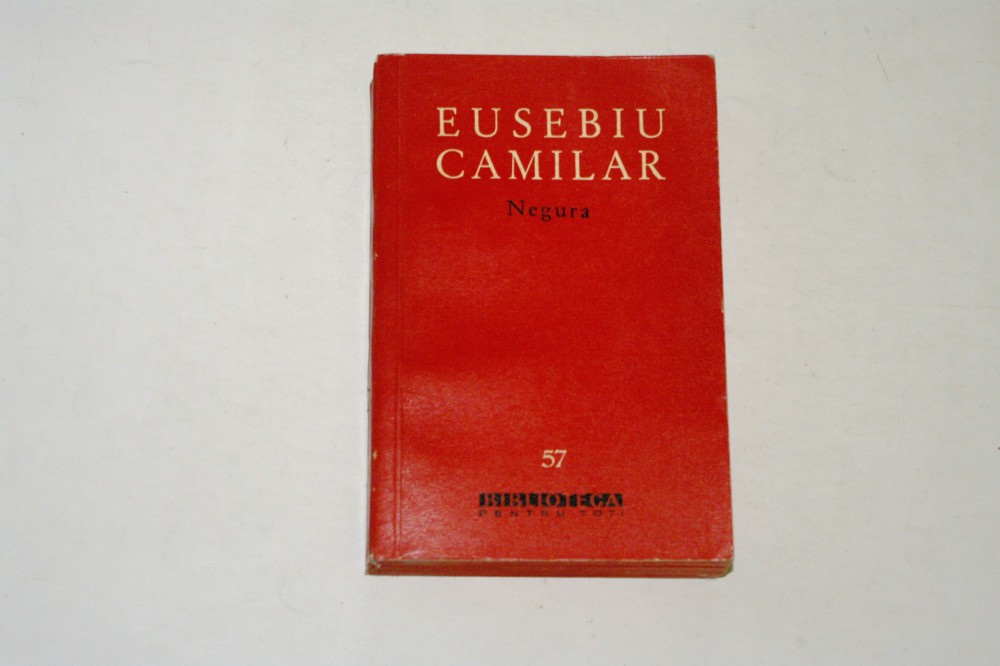 EUSEBIU
CAMILAR
Negura
57
BIBLIOTECA
PENTRU TOȚI